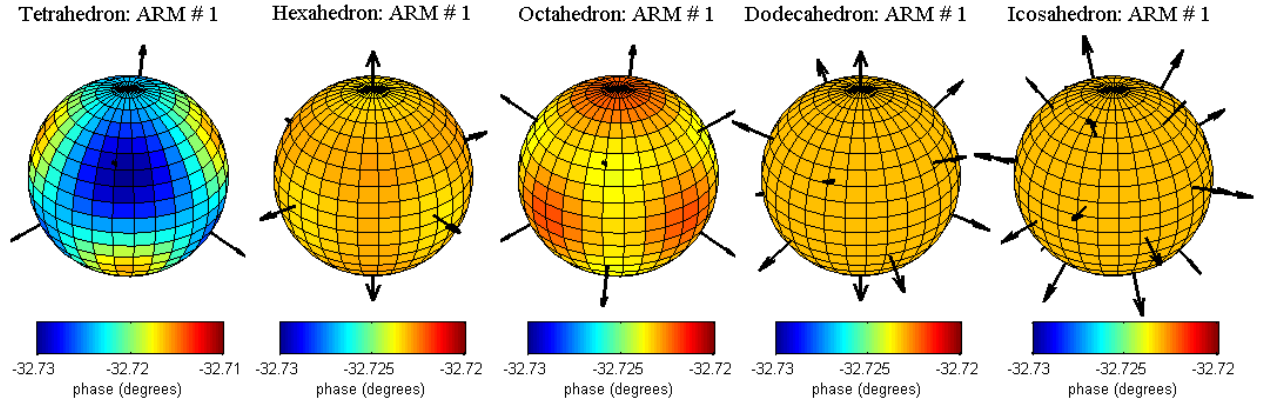 Tetrahedron: ARM # 1 Hexahedron: ARM # 1 Octahedron: ARM # 1 Dodecahedron: ARM # 1 Icosahedron: ARM # 1
-32.73 -32.72 -32.71 -32.73 -32.725 -32.72 -32.73 -32.725 -32.72 -32.73 -32.725 -32.72 -32.73 -32.725 -32.72
phase (degrees) phase (degrees) phase (degrees) phase (degrees) phase (degrees)